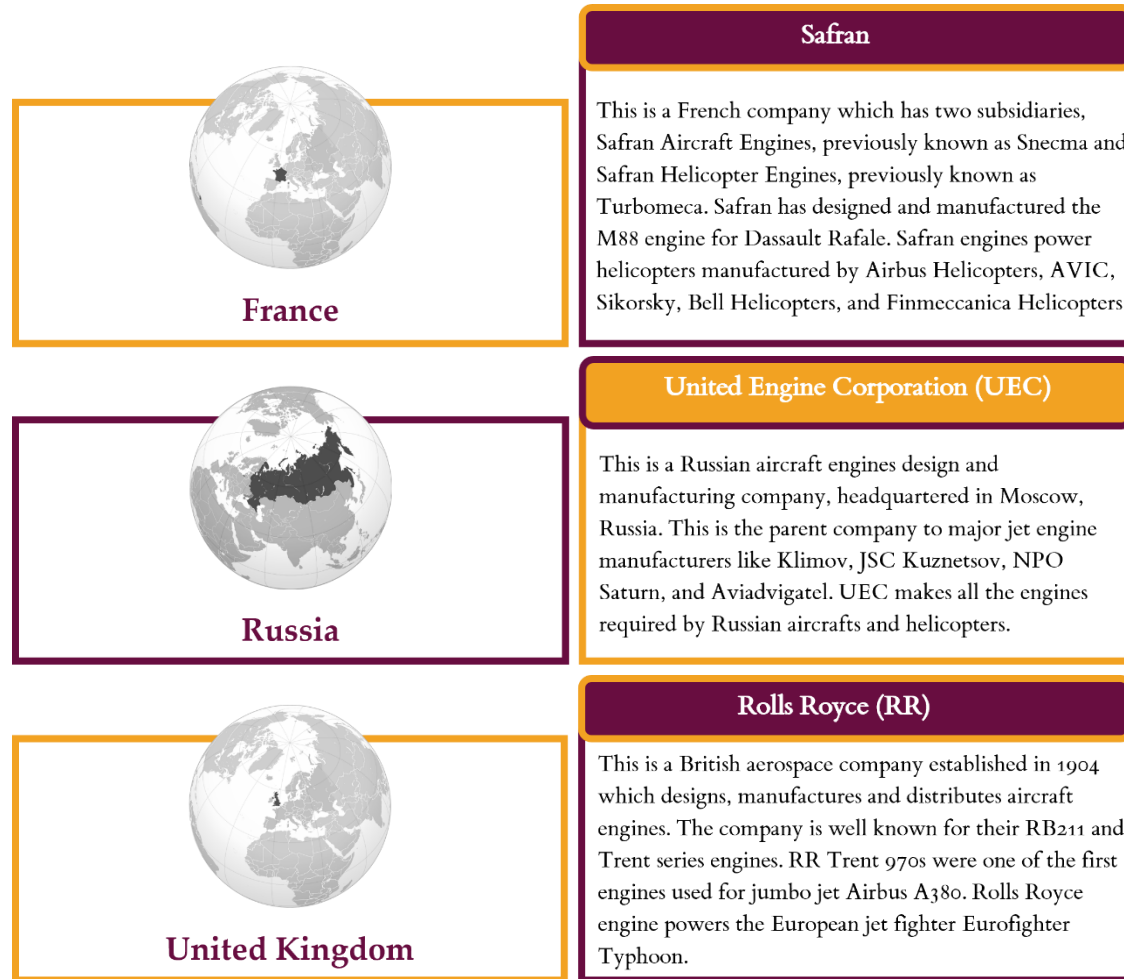 Safran
This is a French company which has two subsidiaries,
Safran Aircraft Engines, previously known as Snecma and
Safran Helicopter Engines, previously known as
Turbomeca. Safran has designed and manufactured the
M88 engine for Dassault Rafale. Safran engines power
helicopters manufactured by Airbus Helicopters, AVIC,
Sikorsky, Bell Helicopters, and Finmeccanica Helicopters
France
United Engine Corporation (UEC)
This is a Russian aircraft engines design and
manufacturing company, headquartered in Moscow,
Russia. This is the parent company to major jet engine
manufacturers like Klimov, JSC Kuznetsov, NPO
Saturn, and Aviadvigatel. UEC makes all the engines
required by Russian aircrafts and helicopters.
Russia
Rolls Royce (RR)
This is a British aerospace company established in 1904
which designs, manufactures and distributes aircraft
engines. The company is well known for their RB211 and
Trent series engines. RR Trent 970s were one of the first
engines used for jumbo jet Airbus A380. Rolls Royce
engine powers the European jet fighter Eurofighter
Typhoon.
United Kingdom